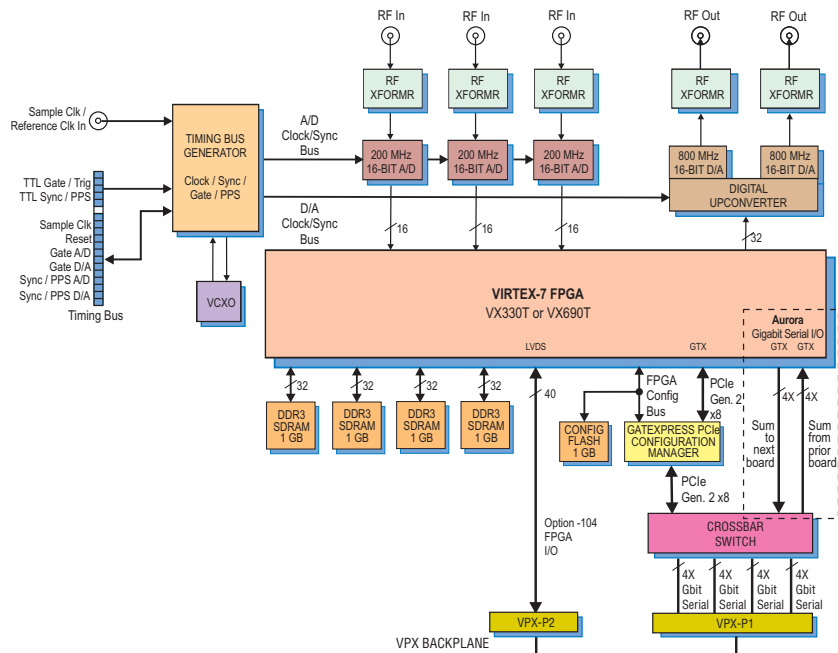 RF In
RF In
RF In
RF Out
RF Out
RF
XFORMR
RF
XFORMR
RF
XFORMR
RF
XFORMR
RF
XFORMR
Sample Clk /
Reference Clk In
TIMING BUS
GENERATOR
Clock / Sync /
Gate / PPS
A/D
Clock/Sync
Bus
200 MHz
16-BIT A/D
200 MHz
16-BIT A/D
200 MHz
16-BIT A/D
800 MHz
16-BIT D/A
800 MHz
16-BIT D/A
DIGITAL
UPCONVERTER
TTL Gate / Trig
TTL Sync / PPS
Sample Clk
Reset
Gate A/D
Gate D/A
Sync / PPS A/D
Sync / PPS D/A
Timing Bus
D/A
Clock/Sync
Bus
16
16
16
32
VCXO
VIRTEX-7 FPGA
VX330T or VX690T
LVDS
GTX
Aurora
Gigabit Serial I/O
GTX
GTX
32
32
32
32
40
FPGA
Config
Bus
PCIe
Gen. 2
x8
4X
4X
DDR3
SDRAM
1 GB
DDR3
SDRAM
1 GB
DDR3
SDRAM
1 GB
DDR3
SDRAM
1 GB
CONFIG
FLASH
1 GB
GATEXPRESS PCIe
CONFIGURATION
MANAGER
Sum
to
next
board
Sum
from
prior
board
PCIe
Gen. 2 x8
Option -104
FPGA
I/O
CROSSBAR
SWITCH
4X
Gbit
Serial
4X
Gbit
Serial
4X
Gbit
Serial
4X
Gbit
Serial
VPX-P2
VPX-P1
VPX BACKPLANE